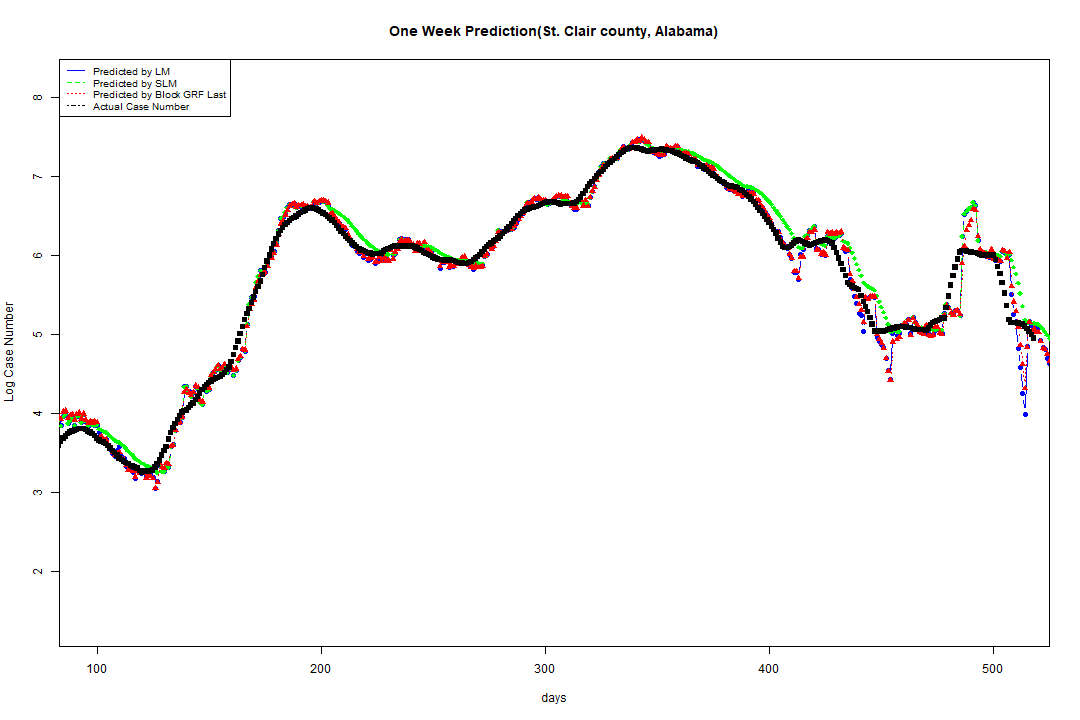 One Week Prediction(St. Clair county, Alabama)
Predicted by LM
Predicted by SLM
Predicted by Block GRF Last
Actual Case Number
8
7
6
5
4
3
2
Log Case Number
100 200 300 400 500
days